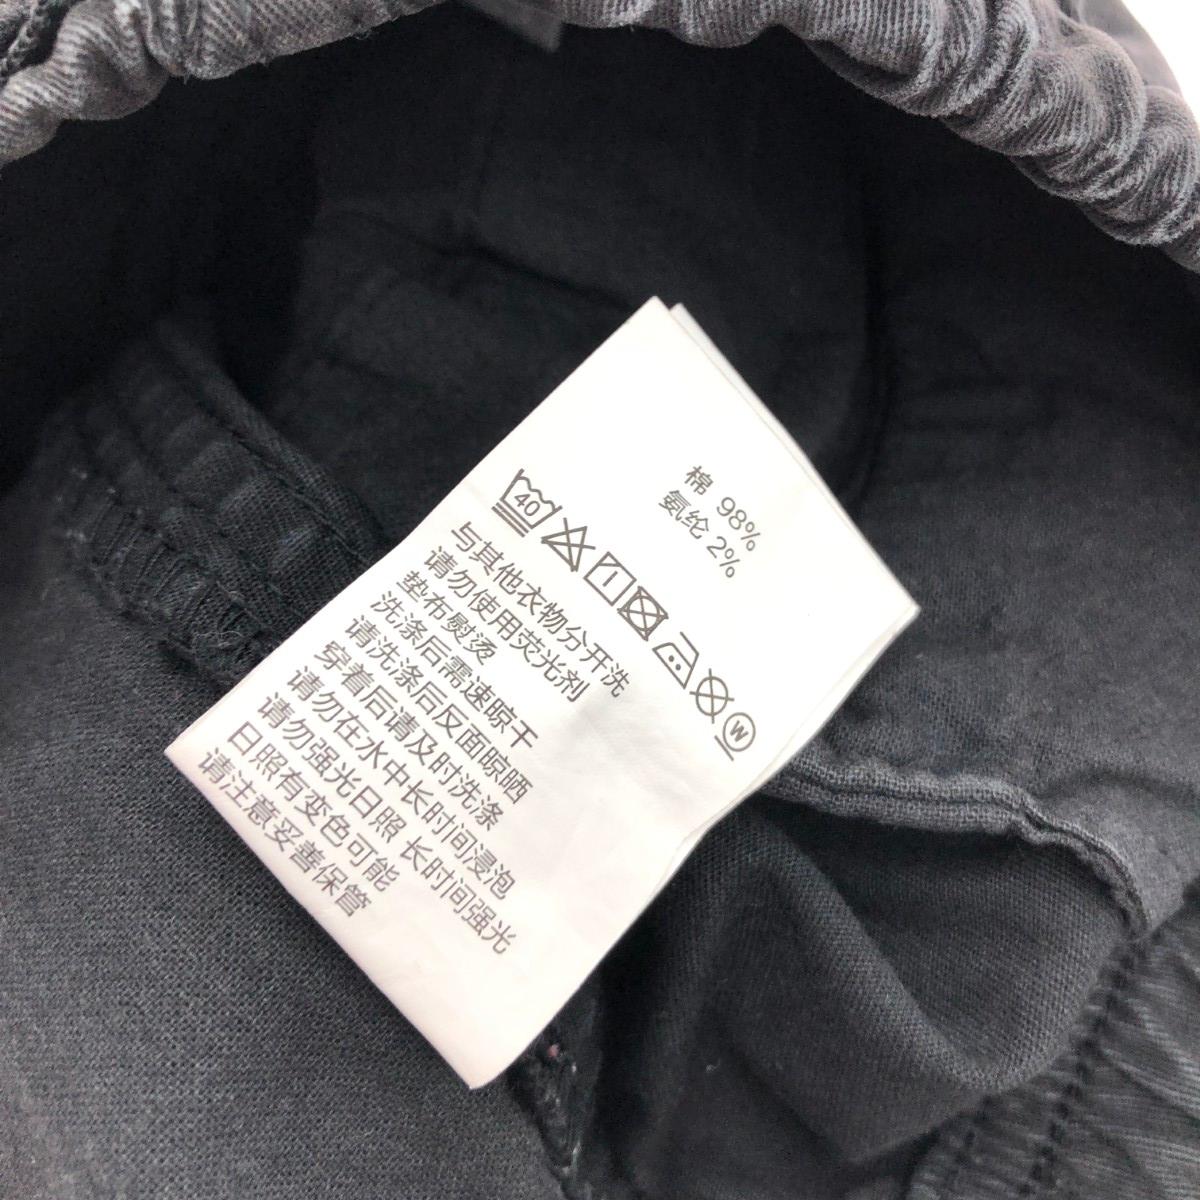 棉 98%
氨纶 2%
40
W
与其他衣物分开洗
请勿使用荧光剂
垫布熨烫
洗涤后需速晾干
请洗涤后反面晾晒
穿着后请及时洗涤
请勿在水中长时间浸泡
请勿强光日照 长时间强光
日照有变色可能
请注意妥善保管